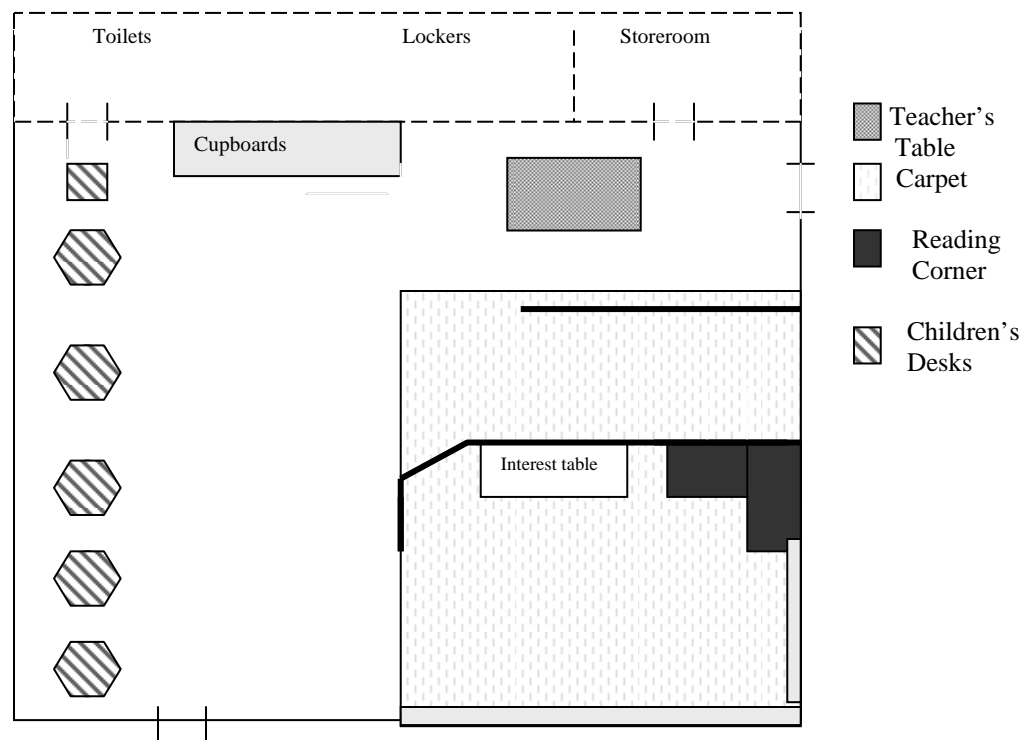 Toilets
Lockers
Storeroom
Cupboards
Interest table
Teacher's
Table
Carpet
Reading
Corner
Children's
Desks